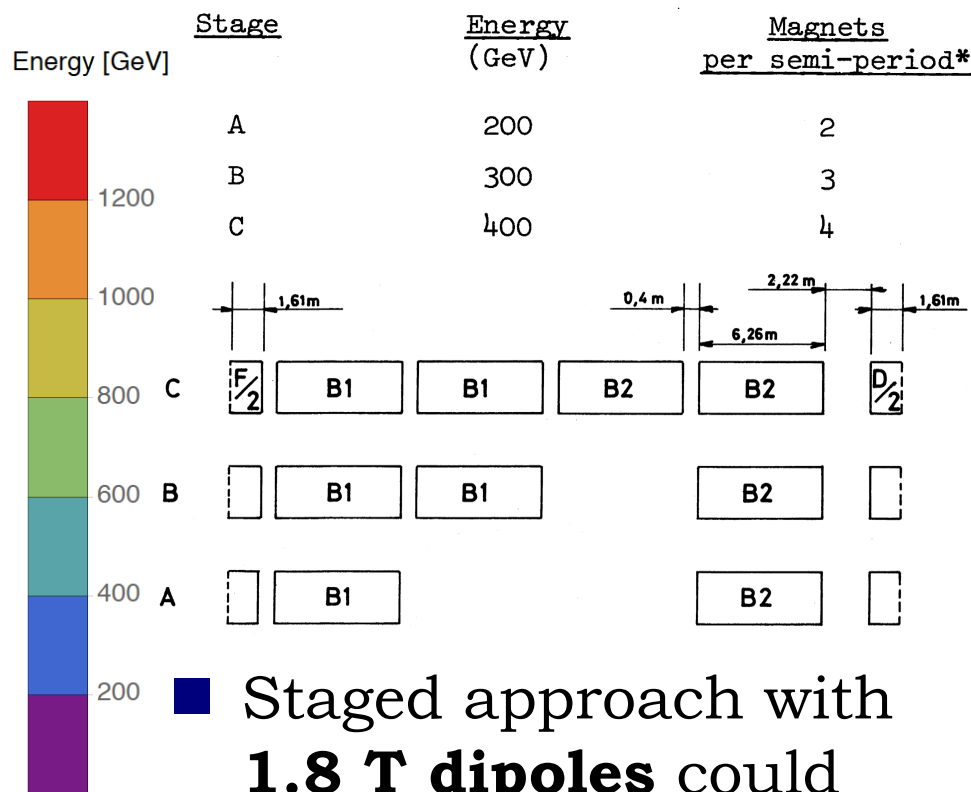 Stage Energy Magnets
(GeV) per semi-period*
Energy [GeV]
A 200 2
B 300 3
C 400 4
1200
1000
800
600
400
200
1,61m 0,4 m 2,22 m 1,61m
6,26m
C F/2 B1 B1 B2 B2 D/2
B B1 B1 B2
A B1 B2
Staged approach with
1.8 T dipoles could